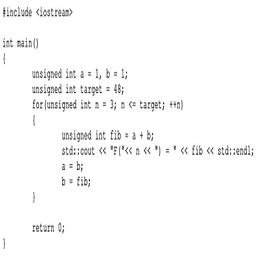 #include <iostream>
int main()
{
unsigned int a = 1, b = 1;
unsigned int target = 48;
for(unsigned int n = 3; n <= target; ++n)
{
unsigned int fib = a + b;
std::cout << "F("<< n << ") = " << fib << std::endl;
a = b;
b = fib;
}
return 0;
}